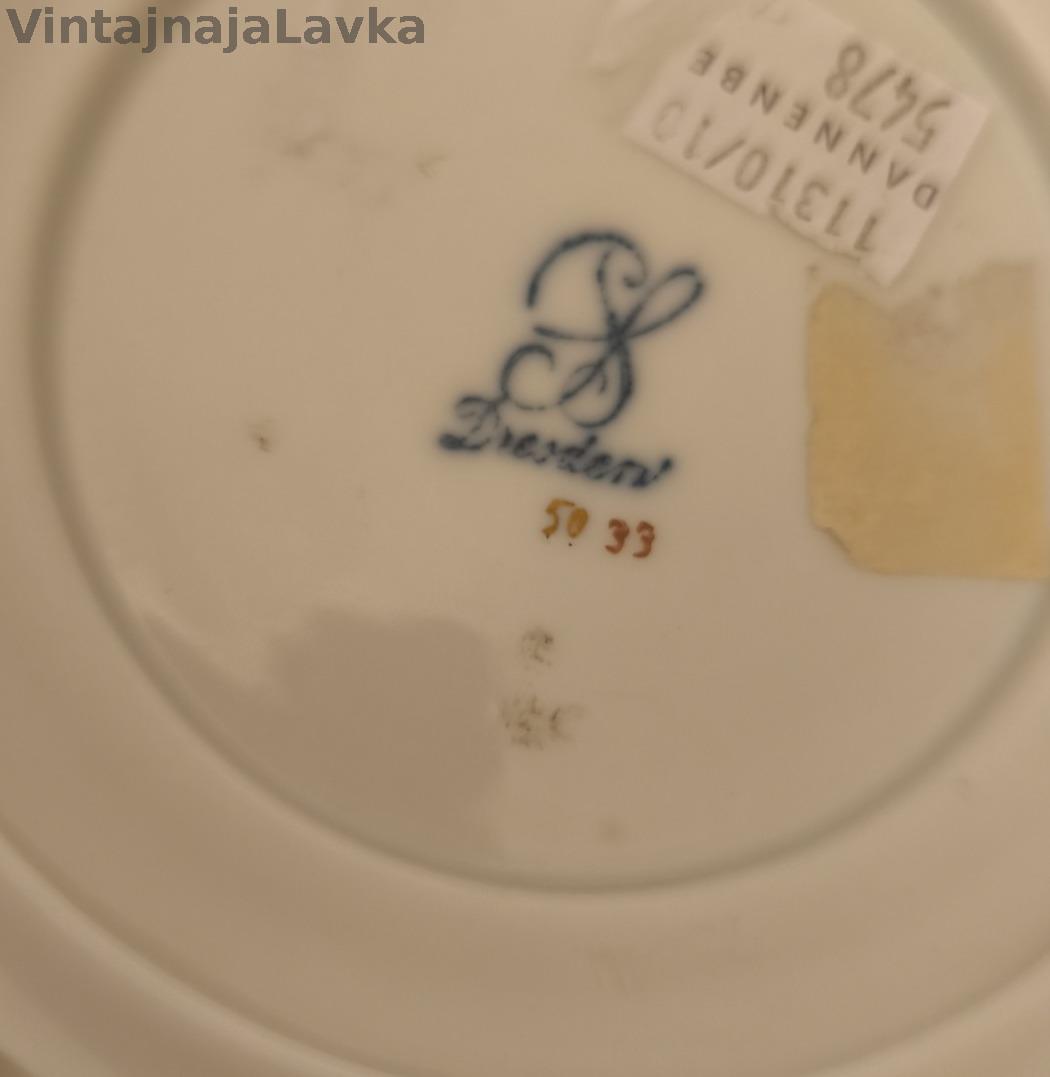 VintajnajaLavka
11310/10
DANNENBE
5478
Dresden
50 33